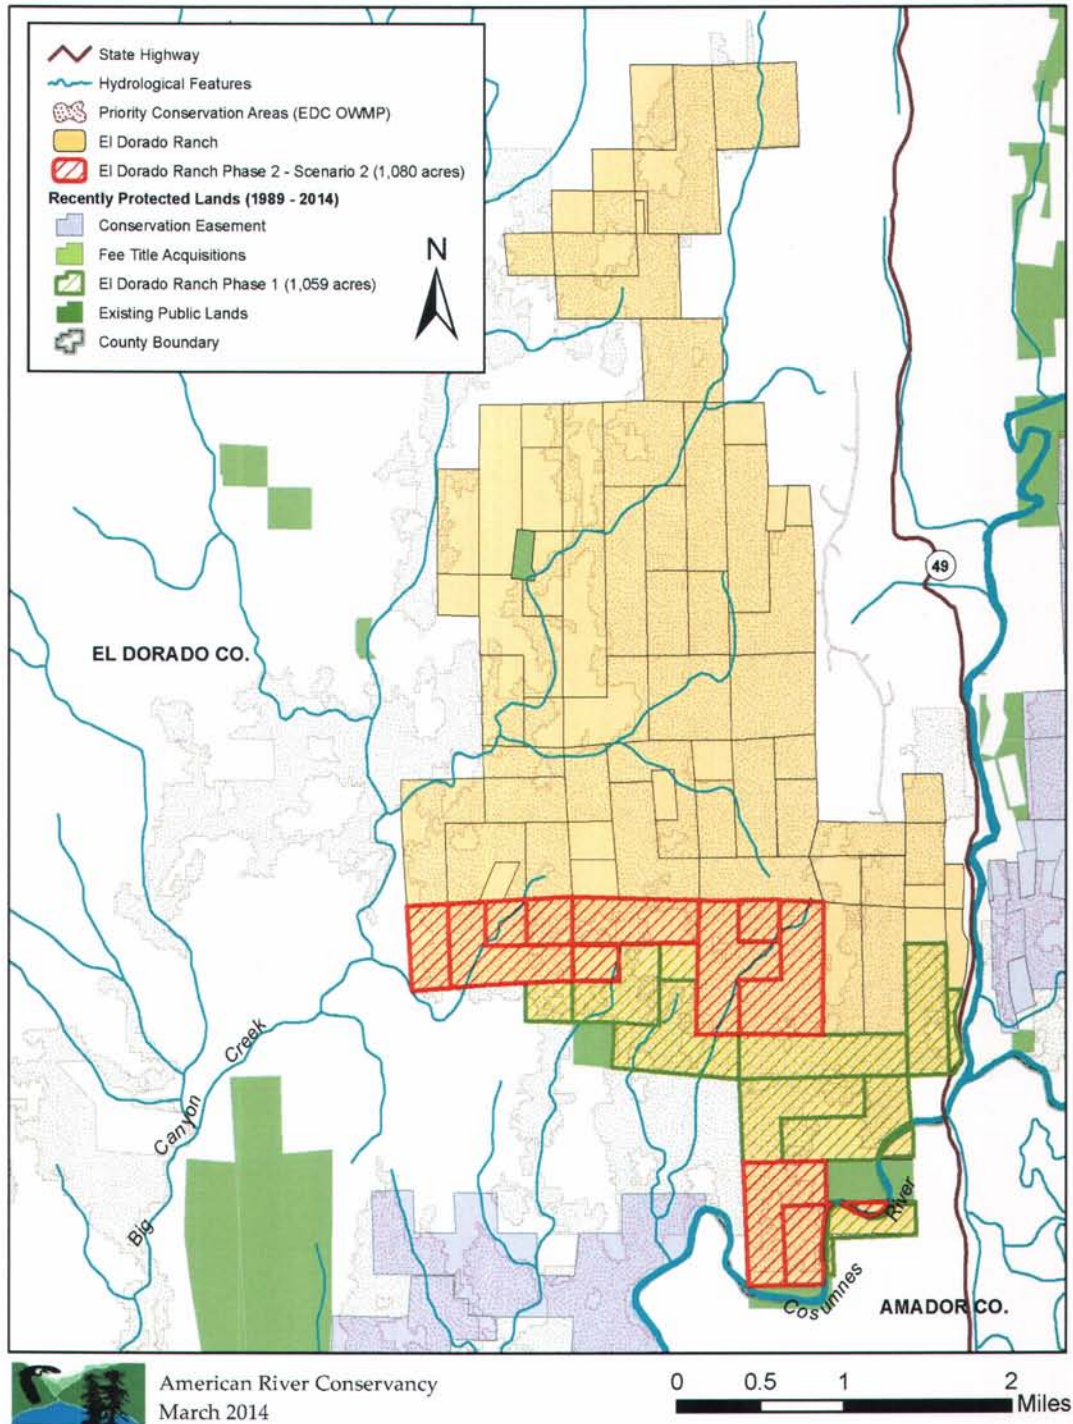 State Highway
Hydrological Features
Priority Conservation Areas (EDC OWMP)
El Dorado Ranch
El Dorado Ranch Phase 2 - Scenario 2 (1,080 acres)
Recently Protected Lands (1989 - 2014)
Conservation Easement
Fee Title Acquisitions
El Dorado Ranch Phase 1 (1,059 acres)
Existing Public Lands
County Boundary
N
49
EL DORADO CO.
Big Canyon Creek
Cosumnes River
AMADOR CO.
American River Conservancy
March 2014
0 0.5 1 2
Miles